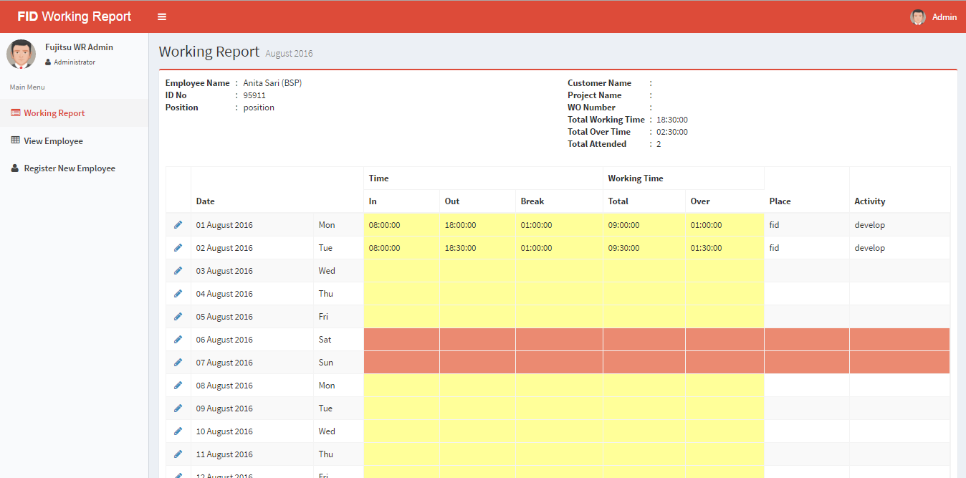 FID Working Report
Admin
Fujitsu WR Admin
Administrator
Main Menu
Working Report
View Employee
Register New Employee
Working Report August 2016
Employee Name : Anita Sari (BSP)
ID No : 95911
Position : position
Customer Name :
Project Name :
WO Number :
Total Working Time : 18:30:00
Total Over Time : 02:30:00
Total Attended : 2
Time Working Time
Date In Out Break Total Over Place Activity
01 August 2016 Mon 08:00:00 18:00:00 01:00:00 09:00:00 01:00:00 fid develop
02 August 2016 Tue 08:00:00 18:30:00 01:00:00 09:30:00 01:30:00 fid develop
03 August 2016 Wed
04 August 2016 Thu
05 August 2016 Fri
06 August 2016 Sat
07 August 2016 Sun
08 August 2016 Mon
09 August 2016 Tue
10 August 2016 Wed
11 August 2016 Thu
12 August 2016 Fri